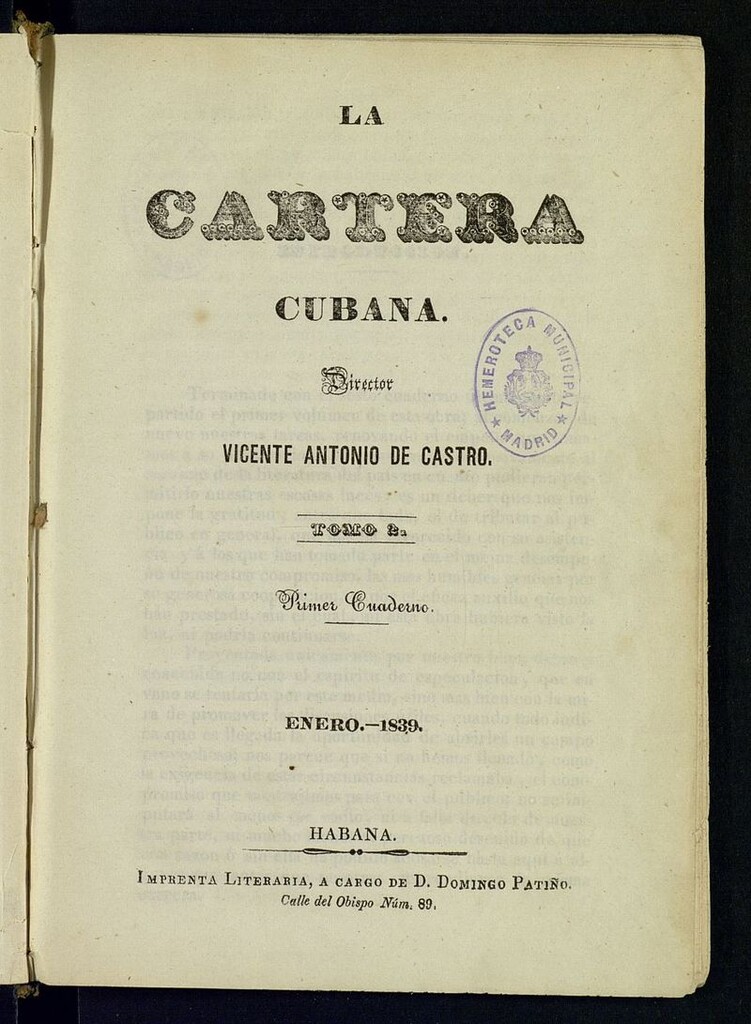 LA
CARTERA
CUBANA.
Director
HEMEROTECA MUNICIPAL
★ MADRID ★
VICENTE ANTONIO DE CASTRO.
TOMO 2.
Primer Cuaderno.
ENERO.—1839.
HABANA.
IMPRENTA LITERARIA, A CARGO DE D. DOMINGO PATIÑO.
Calle del Obispo Núm. 89.